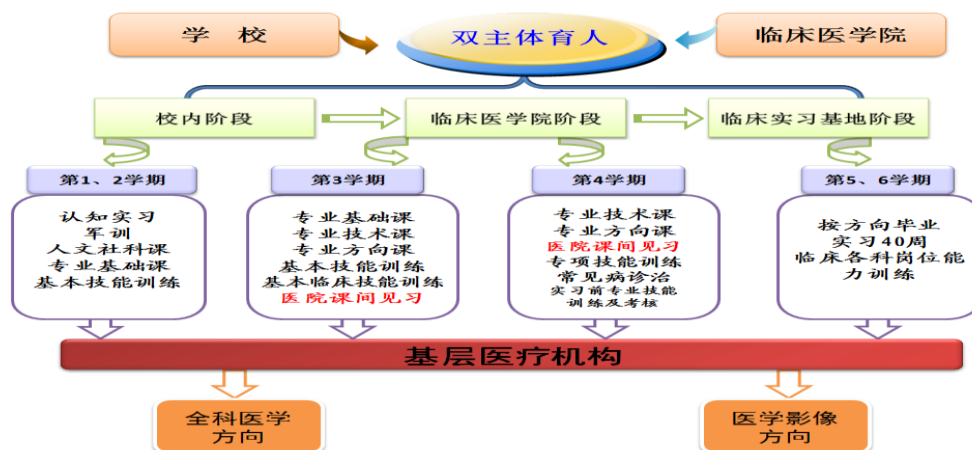 学 校
双主体育人
临床医学院
校内阶段
临床医学院阶段
临床实习基地阶段
第1、2学期
第3学期
第4学期
第5、6学期
认知实习
军训
人文社科课
专业基础课
基本技能训练
专业基础课
专业技术课
专业方向课
基本技能训练
基本临床技能训练
医院课间见习
专业技术课
专业方向课
医院课间见习
专项技能训练
常见病诊治
实习前专业技能
训练及考核
按方向毕业
实习40周
临床各科岗位能
力训练
基层医疗机构
全科医学
方向
医学影像
方向